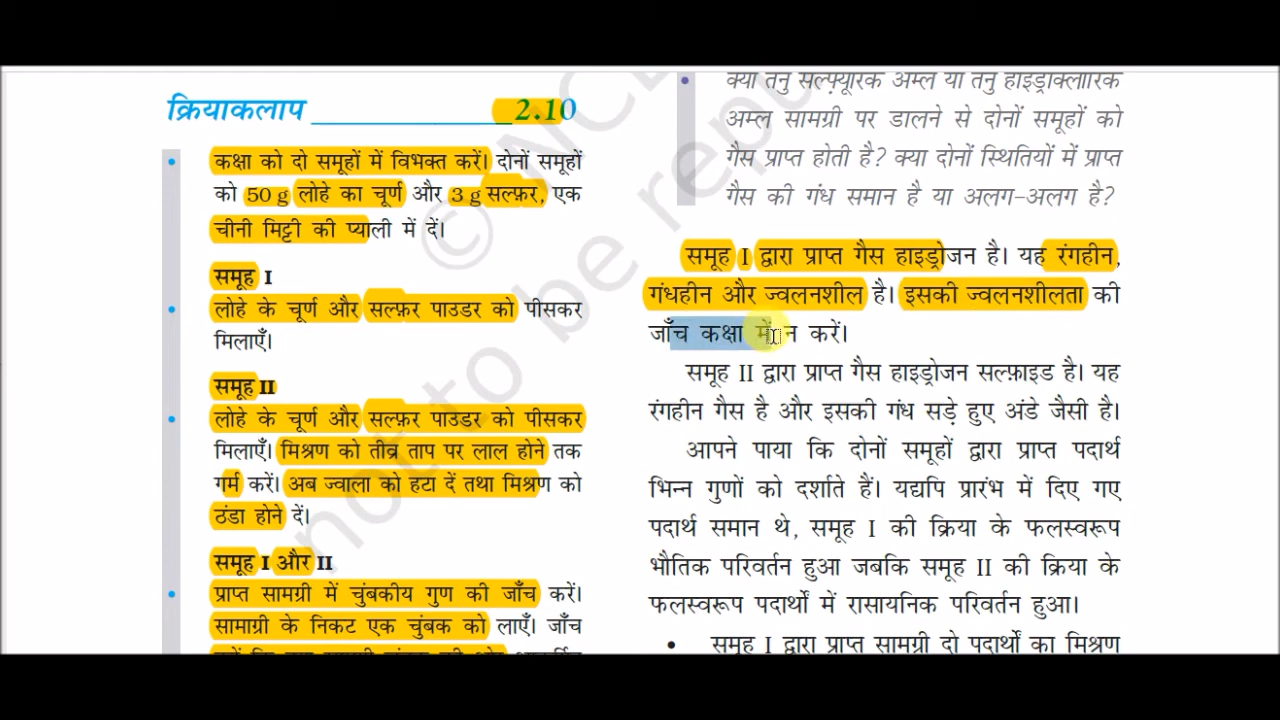 क्रियाकलाप ______________ 2.10
• कक्षा को दो समूहों में विभक्त करें। दोनों समूहों
को 50 g लोहे का चूर्ण और 3 g सल्फ़र, एक
चीनी मिट्टी की प्याली में दें।
समूह I
• लोहे के चूर्ण और सल्फ़र पाउडर को पीसकर
मिलाएँ।
समूह II
• लोहे के चूर्ण और सल्फ़र पाउडर को पीसकर
मिलाएँ। मिश्रण को तीव्र ताप पर लाल होने तक
गर्म करें। अब ज्वाला को हटा दें तथा मिश्रण को
ठंडा होने दें।
समूह I और II
• प्राप्त सामग्री में चुंबकीय गुण की जाँच करें।
सामाग्री के निकट एक चुंबक को लाएँ। जाँच
• क्या तनु सल्फ़्यूरिक अम्ल या तनु हाइड्रोक्लोरिक
अम्ल सामग्री पर डालने से दोनों समूहों को
गैस प्राप्त होती है? क्या दोनों स्थितियों में प्राप्त
गैस की गंध समान है या अलग-अलग है?
समूह I द्वारा प्राप्त गैस हाइड्रोजन है। यह रंगहीन,
गंधहीन और ज्वलनशील है। इसकी ज्वलनशीलता की
जाँच कक्षा में न करें।
समूह II द्वारा प्राप्त गैस हाइड्रोजन सल्फ़ाइड है। यह
रंगहीन गैस है और इसकी गंध सड़े हुए अंडे जैसी है।
आपने पाया कि दोनों समूहों द्वारा प्राप्त पदार्थ
भिन्न गुणों को दर्शाते हैं। यद्यपि प्रारंभ में दिए गए
पदार्थ समान थे, समूह I की क्रिया के फलस्वरूप
भौतिक परिवर्तन हुआ जबकि समूह II की क्रिया के
फलस्वरूप पदार्थों में रासायनिक परिवर्तन हुआ।
• समूह I द्वारा प्राप्त सामग्री दो पदार्थों का मिश्रण
not to be repu